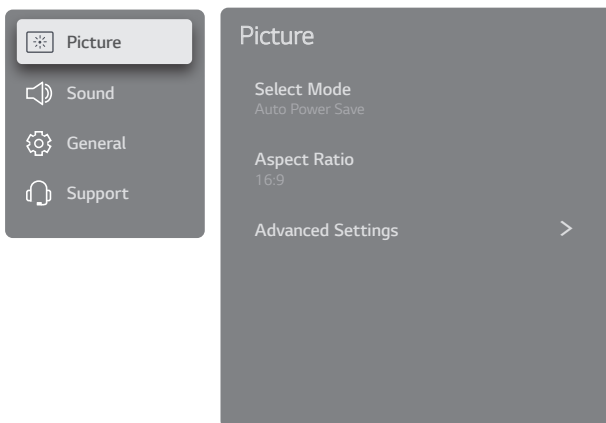 Picture
Sound
General
Support
Picture
Select Mode
Auto Power Save
Aspect Ratio
16:9
Advanced Settings